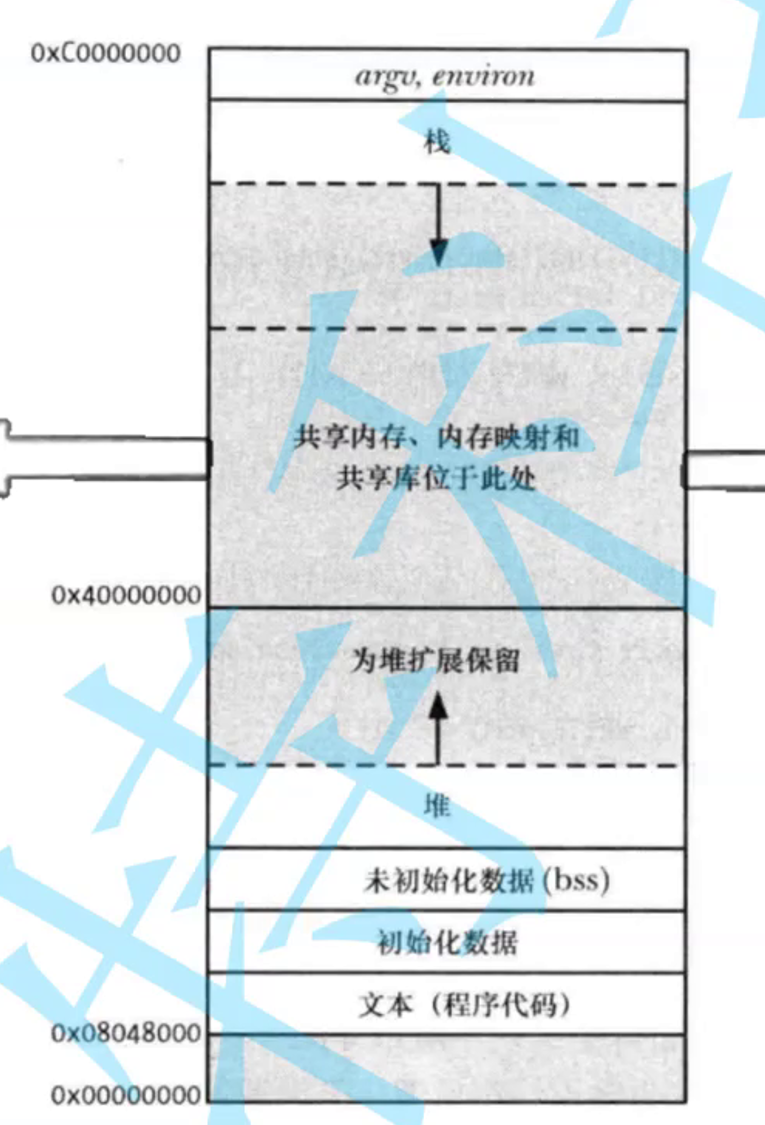 0xC0000000
argv, environ
栈
共享内存、内存映射和
共享库位于此处
0x40000000
为堆扩展保留
堆
未初始化数据(bss)
初始化数据
文本（程序代码）
0x08048000
0x00000000